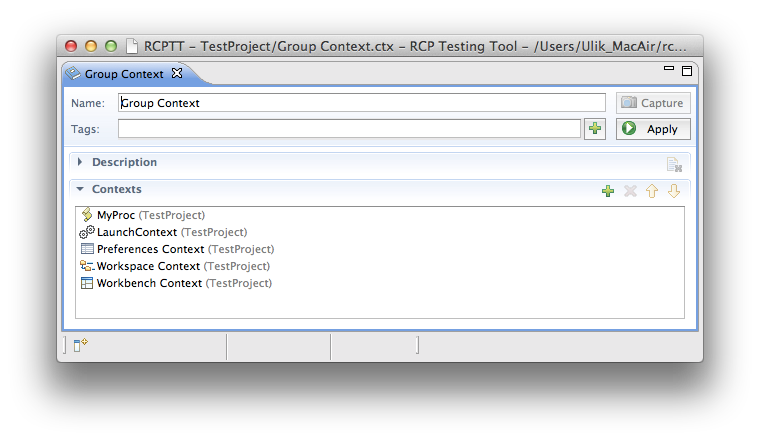 RCPTT – TestProject/Group Context.ctx – RCP Testing Tool – /Users/Ulik_MacAir/rc...
Group Context
Name: Group Context Capture
Tags: Apply
Description
Contexts
MyProc (TestProject)
LaunchContext (TestProject)
Preferences Context (TestProject)
Workspace Context (TestProject)
Workbench Context (TestProject)